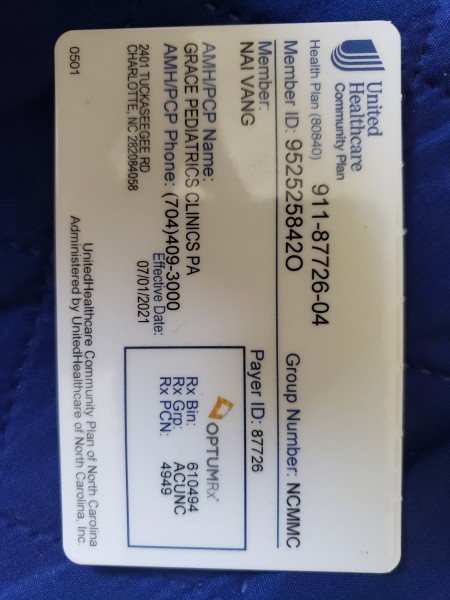 United
Healthcare
Community Plan
Health Plan (80840) 911-87726-04
Member ID: 952525842O Group Number: NCMMC
Member:
NAI VANG
Payer ID: 87726
AMH/PCP Name:
GRACE PEDIATRICS CLINICS PA
AMH/PCP Phone: (704)409-3000
Effective Date:
07/01/2021
2401 TUCKASEEGEE RD
CHARLOTTE, NC 282084058
OPTUMRx®
Rx Bin: 610494
Rx Grp: ACUNC
Rx PCN: 4949
0501
UnitedHealthcare Community Plan of North Carolina
Administered by UnitedHealthcare of North Carolina, Inc.